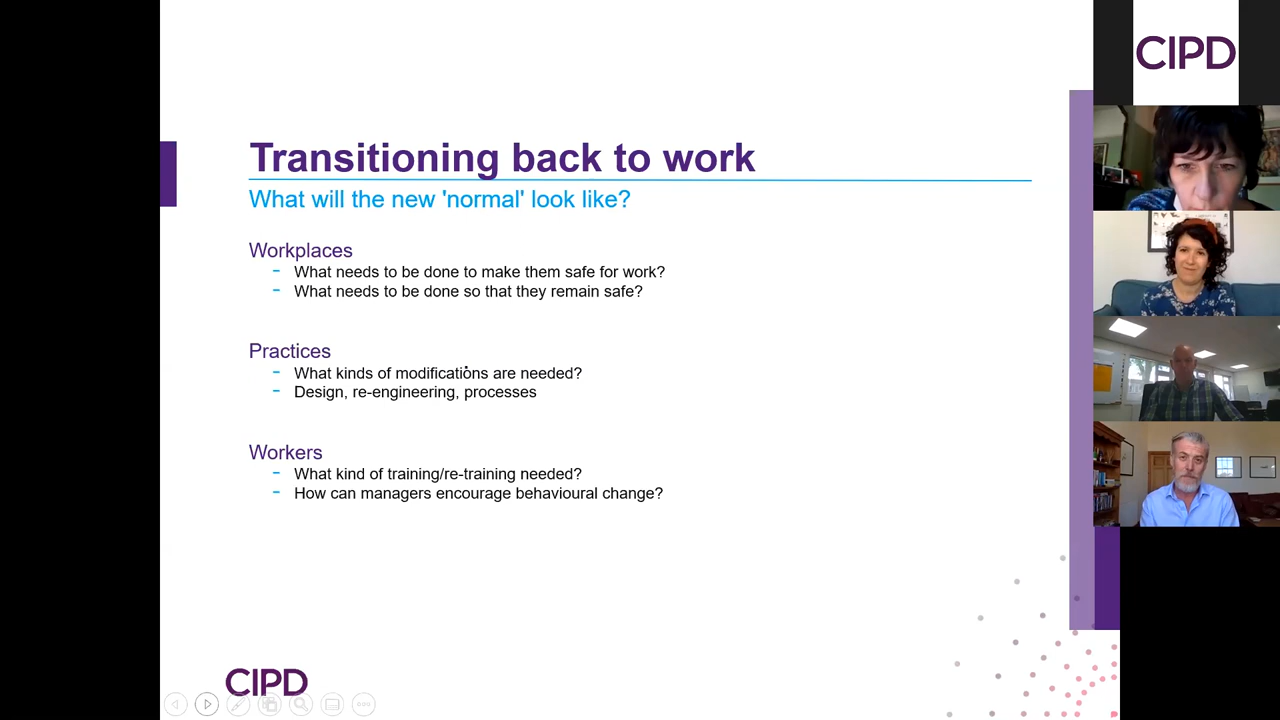 CIPD
Transitioning back to work
What will the new 'normal' look like?
Workplaces
- What needs to be done to make them safe for work?
- What needs to be done so that they remain safe?
Practices
- What kinds of modifications are needed?
- Design, re-engineering, processes
Workers
- What kind of training/re-training needed?
- How can managers encourage behavioural change?
CIPD